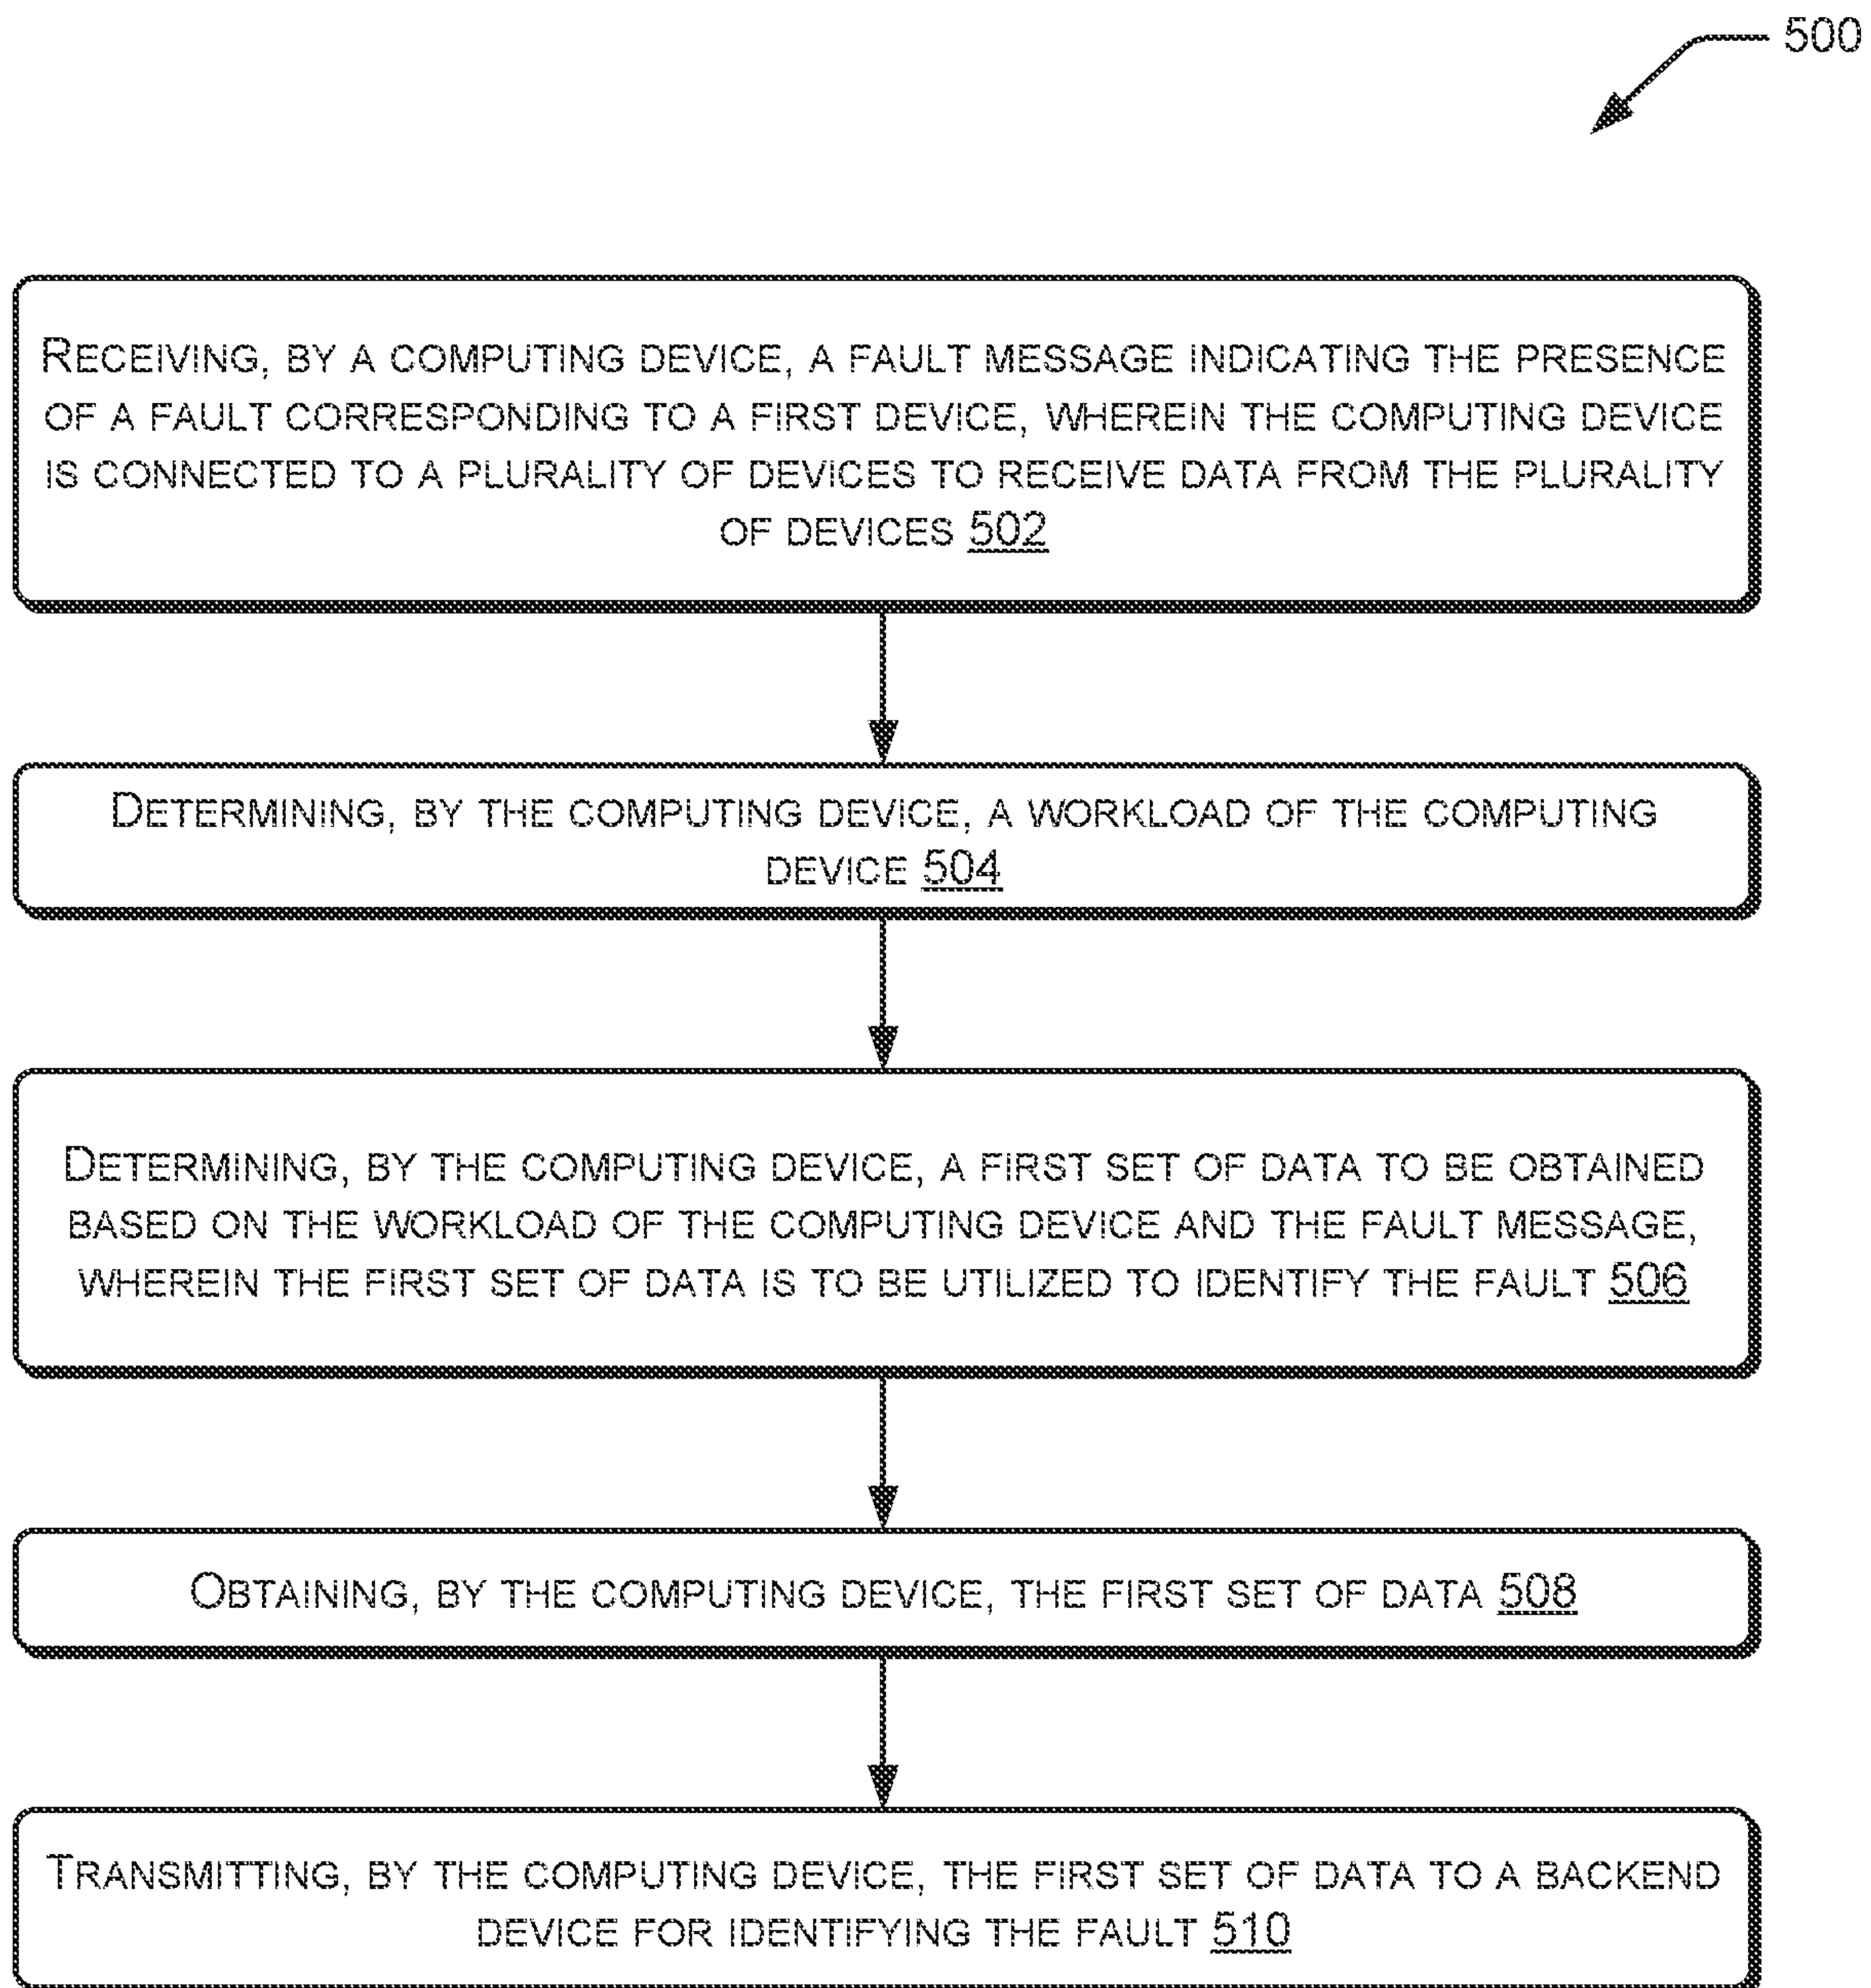 500
RECEIVING, BY A COMPUTING DEVICE, A FAULT MESSAGE INDICATING THE PRESENCE
OF A FAULT CORRESPONDING TO A FIRST DEVICE, WHEREIN THE COMPUTING DEVICE
IS CONNECTED TO A PLURALITY OF DEVICES TO RECEIVE DATA FROM THE PLURALITY
OF DEVICES 502
DETERMINING, BY THE COMPUTING DEVICE, A WORKLOAD OF THE COMPUTING
DEVICE 504
DETERMINING, BY THE COMPUTING DEVICE, A FIRST SET OF DATA TO BE OBTAINED
BASED ON THE WORKLOAD OF THE COMPUTING DEVICE AND THE FAULT MESSAGE,
WHEREIN THE FIRST SET OF DATA IS TO BE UTILIZED TO IDENTIFY THE FAULT 506
OBTAINING, BY THE COMPUTING DEVICE, THE FIRST SET OF DATA 508
TRANSMITTING, BY THE COMPUTING DEVICE, THE FIRST SET OF DATA TO A BACKEND
DEVICE FOR IDENTIFYING THE FAULT 510